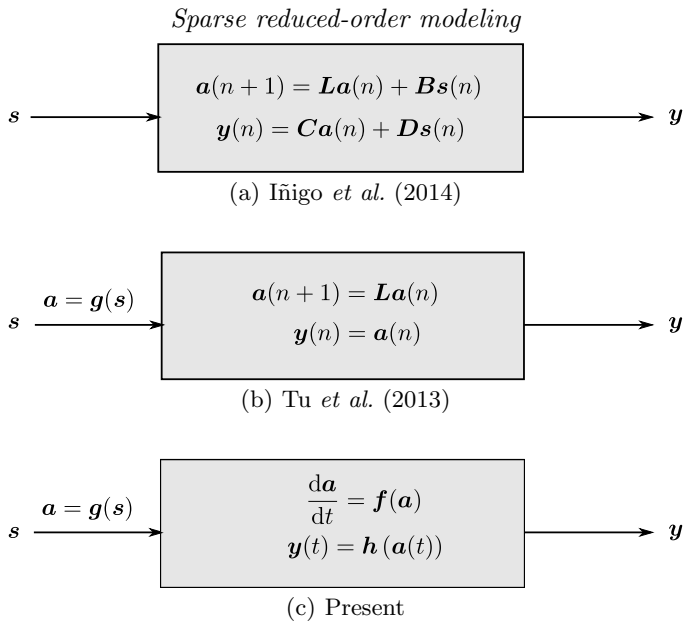 Sparse reduced-order modeling
a(n + 1) = La(n) + Bs(n)
s
y
y(n) = Ca(n) + Ds(n)
(a) Iñigo et al. (2014)
a = g(s)
a(n + 1) = La(n)
s
y
y(n) = a(n)
(b) Tu et al. (2013)
a = g(s)
da/dt = f(a)
s
y
y(t) = h (a(t))
(c) Present